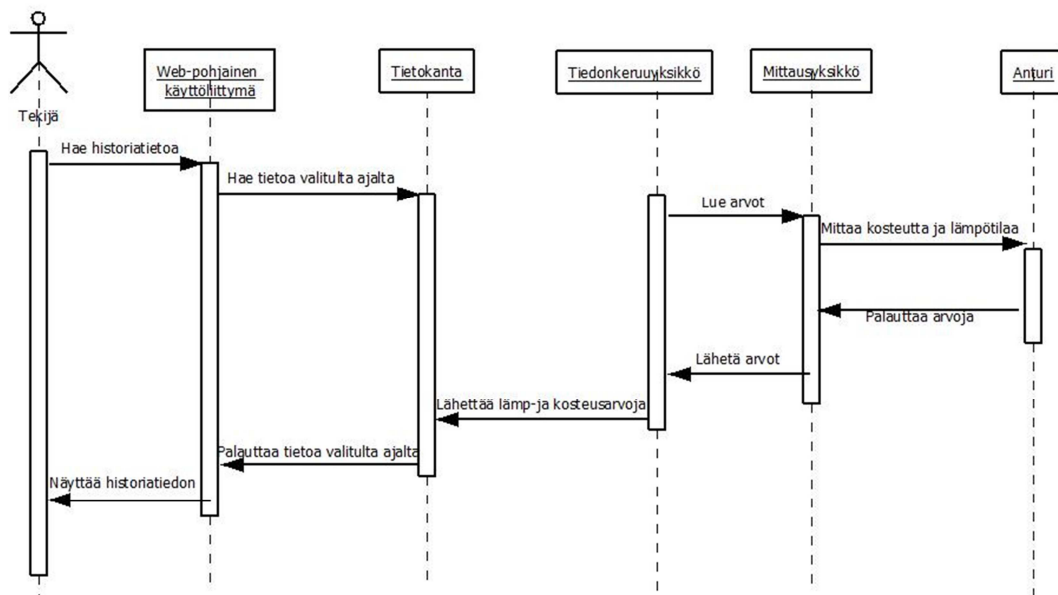 Tekijä
Web-pohjainen
käyttöliittymä
Tietokanta
Tiedonkeruuyksikkö
Mittausyksikkö
Anturi
Hae historiatietoa
Hae tietoa valitulta ajalta
Lue arvot
Mittaa kosteutta ja lämpötilaa
Palauttaa arvoja
Lähetä arvot
Lähettää lämp-ja kosteusarvoja
Palauttaa tietoa valitulta ajalta
Näyttää historiatiedon